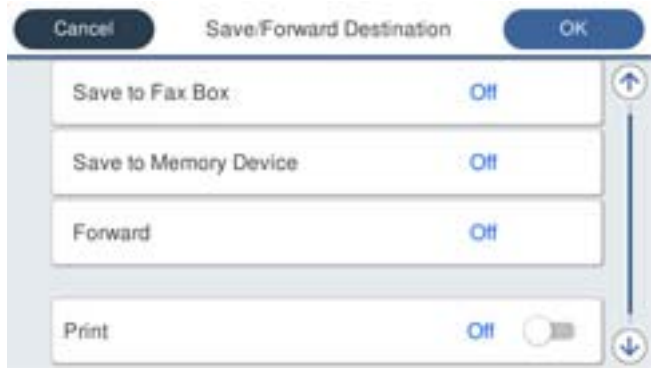 Cancel Save/Forward Destination OK
Save to Fax Box Off
Save to Memory Device Off
Forward Off
Print Off